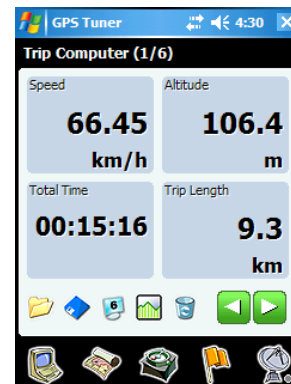 GPS Tuner 4:30
Trip Computer (1/6)
Speed Altitude
66.45 106.4
km/h m
Total Time Trip Length
00:15:16 9.3
km
6